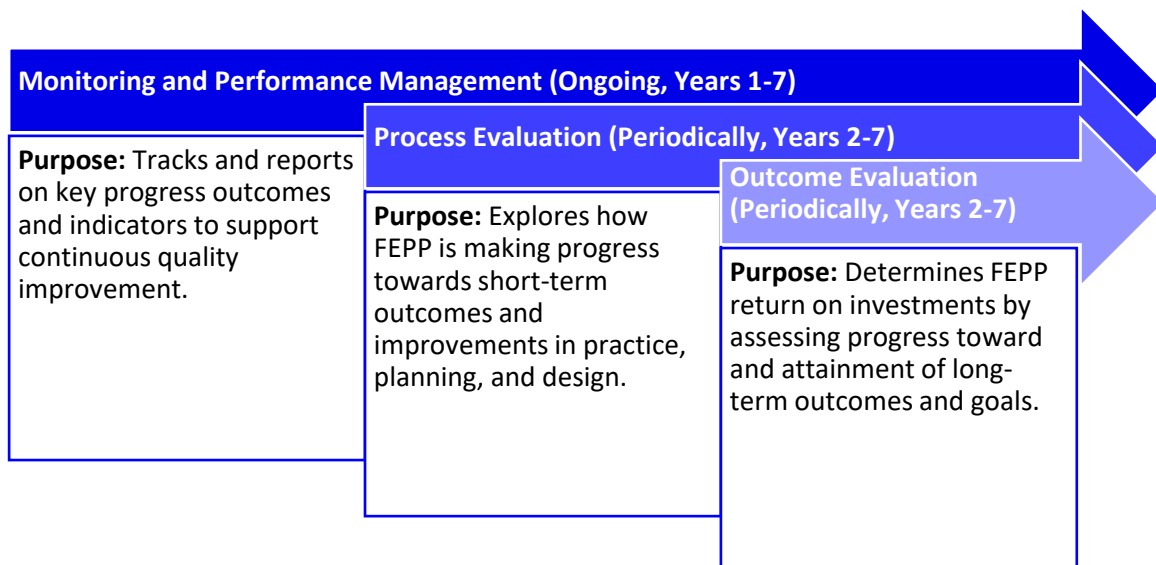 Monitoring and Performance Management (Ongoing, Years 1-7)
Purpose: Tracks and reports
on key progress outcomes
and indicators to support
continuous quality
improvement.
Process Evaluation (Periodically, Years 2-7)
Purpose: Explores how
FEPP is making progress
towards short-term
outcomes and
improvements in practice,
planning, and design.
Outcome Evaluation
(Periodically, Years 2-7)
Purpose: Determines FEPP
return on investments by
assessing progress toward
and attainment of long-
term outcomes and goals.